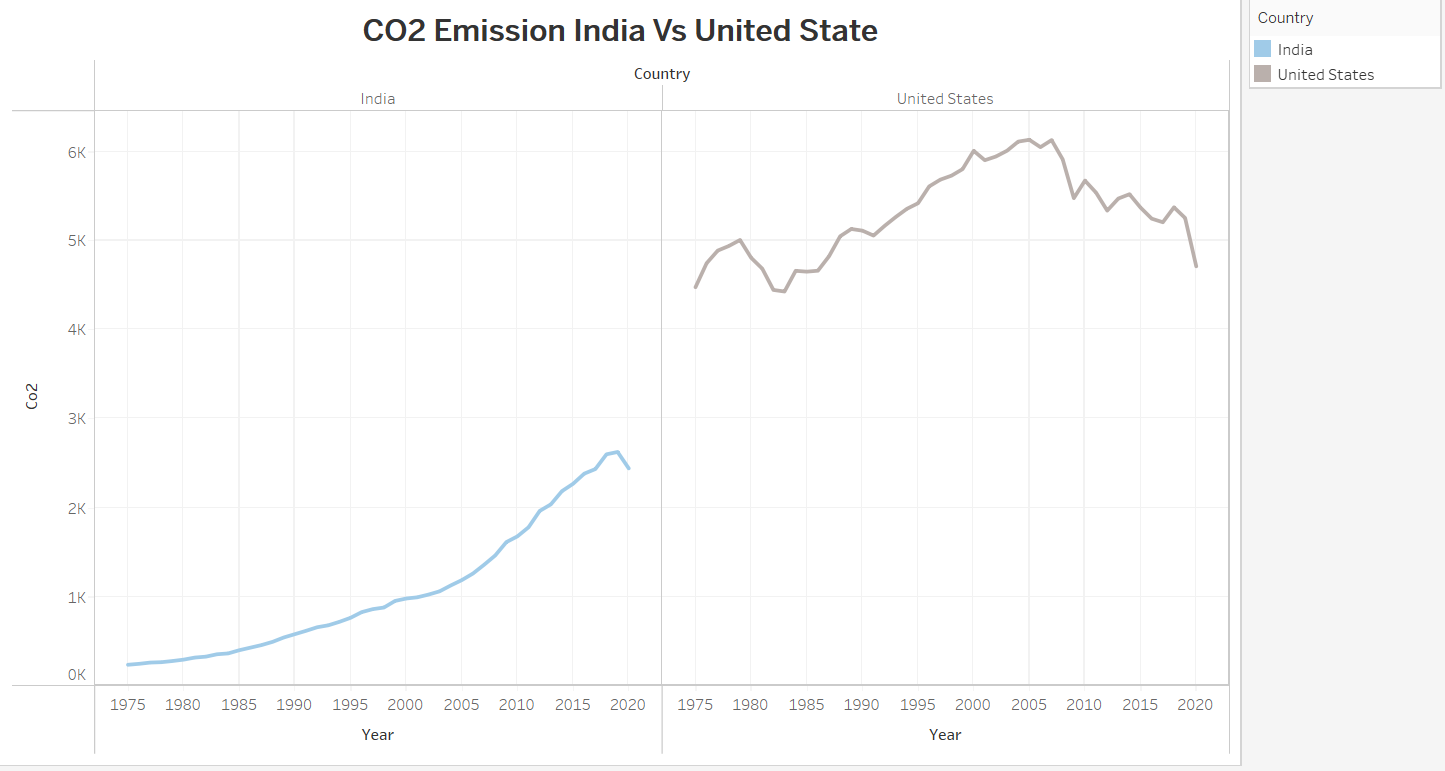 CO2 Emission India Vs United State
Country
India
United States
Country
India
United States
6K
5K
4K
3K
2K
1K
0K
Co2
1975 1980 1985 1990 1995 2000 2005 2010 2015 2020
1975 1980 1985 1990 1995 2000 2005 2010 2015 2020
Year
Year